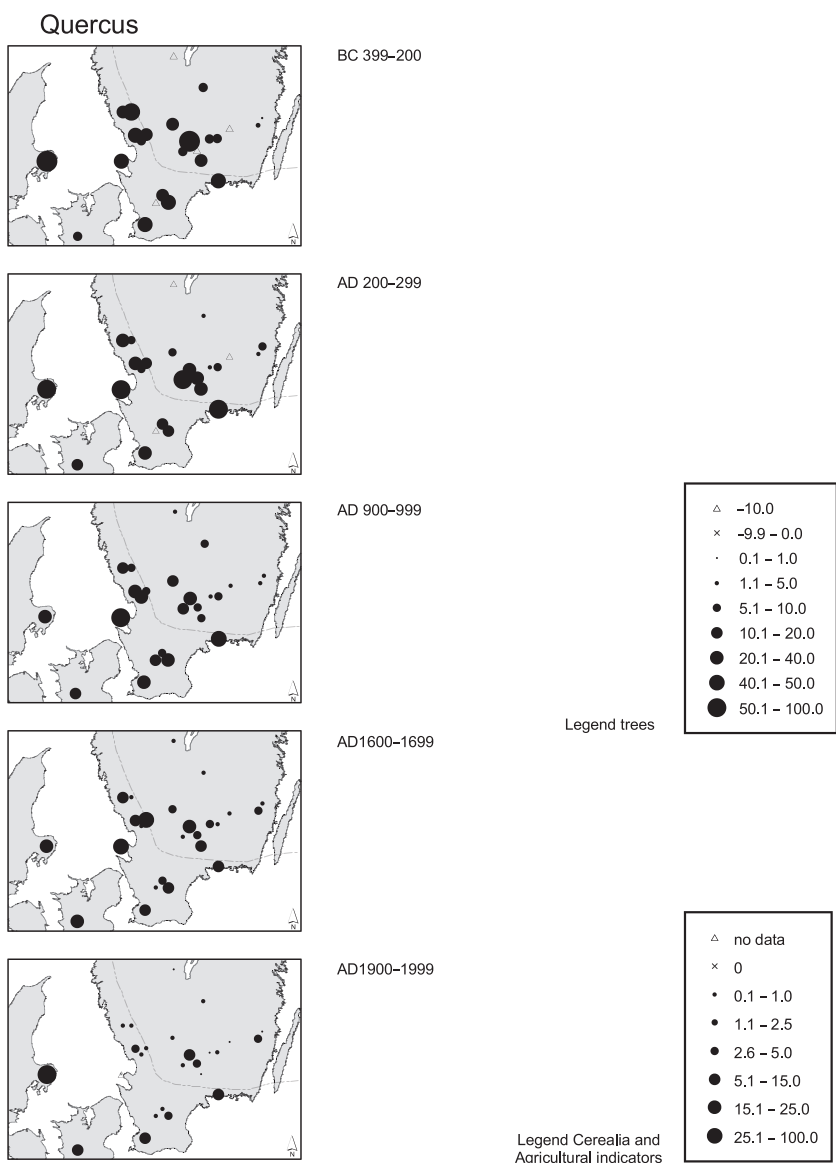 Quercus
BC 399–200
N
AD 200–299
N
AD 900–999
N
AD1600–1699
N
AD1900–1999
N
Legend trees
–10.0
–9.9 – 0.0
0.1 – 1.0
1.1 – 5.0
5.1 – 10.0
10.1 – 20.0
20.1 – 40.0
40.1 – 50.0
50.1 – 100.0
Legend Cerealia and
Agricultural indicators
no data
0
0.1 – 1.0
1.1 – 2.5
2.6 – 5.0
5.1 – 15.0
15.1 – 25.0
25.1 – 100.0